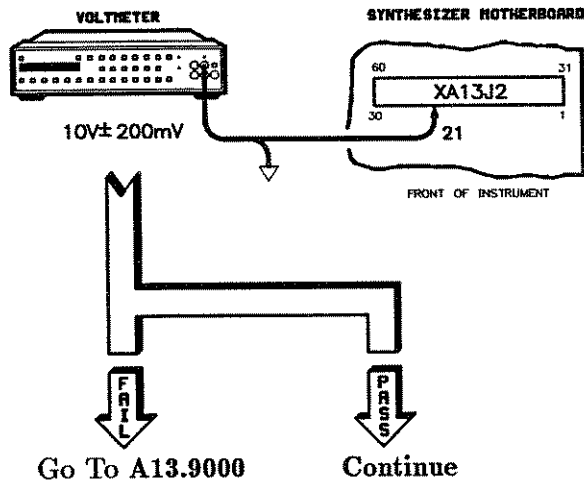 VOLTMETER
SYNTHESIZER MOTHERBOARD
60
31
XA13J2
10V± 200mV
30
21
1
FRONT OF INSTRUMENT
FAIL
PASS
Go To A13.9000
Continue